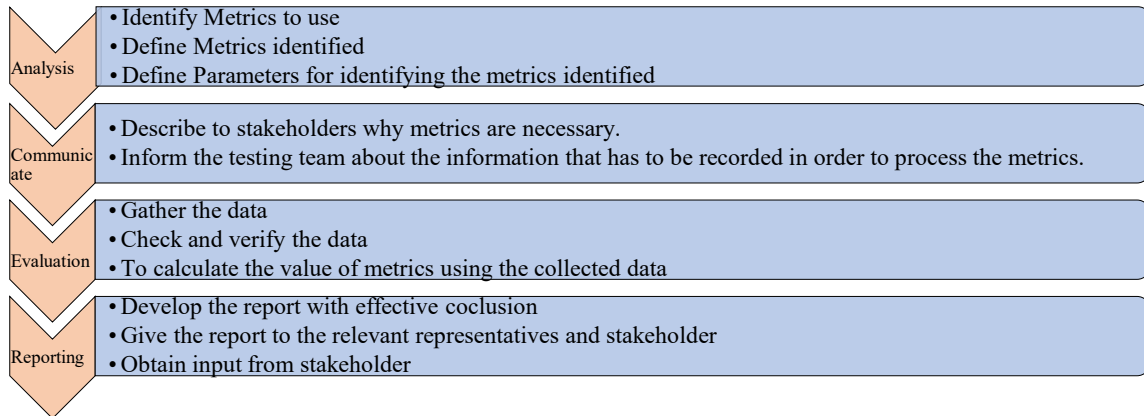 Analysis
• Identify Metrics to use
• Define Metrics identified
• Define Parameters for identifying the metrics identified
Communic
ate
• Describe to stakeholders why metrics are necessary.
• Inform the testing team about the information that has to be recorded in order to process the metrics.
Evaluation
• Gather the data
• Check and verify the data
• To calculate the value of metrics using the collected data
Reporting
• Develop the report with effective coclusion
• Give the report to the relevant representatives and stakeholder
• Obtain input from stakeholder